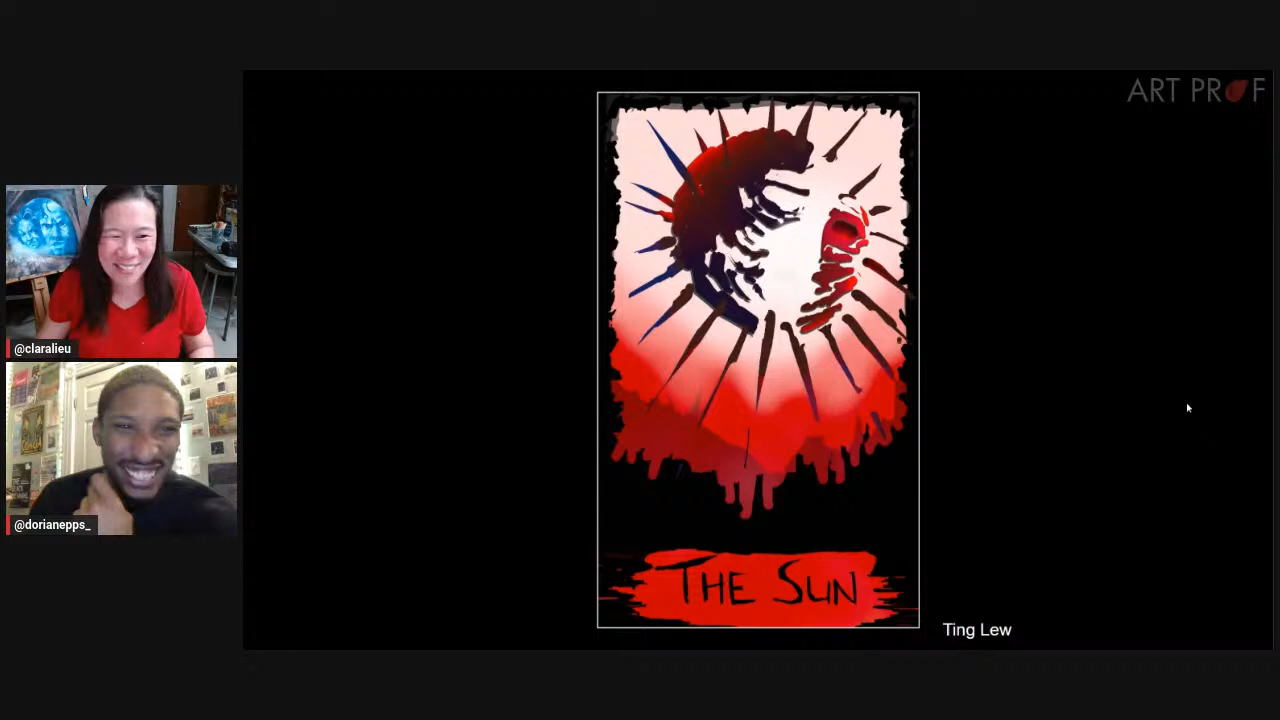 ART PROF
@claralieu
@dorianepps_
THE SUN
Ting Lew